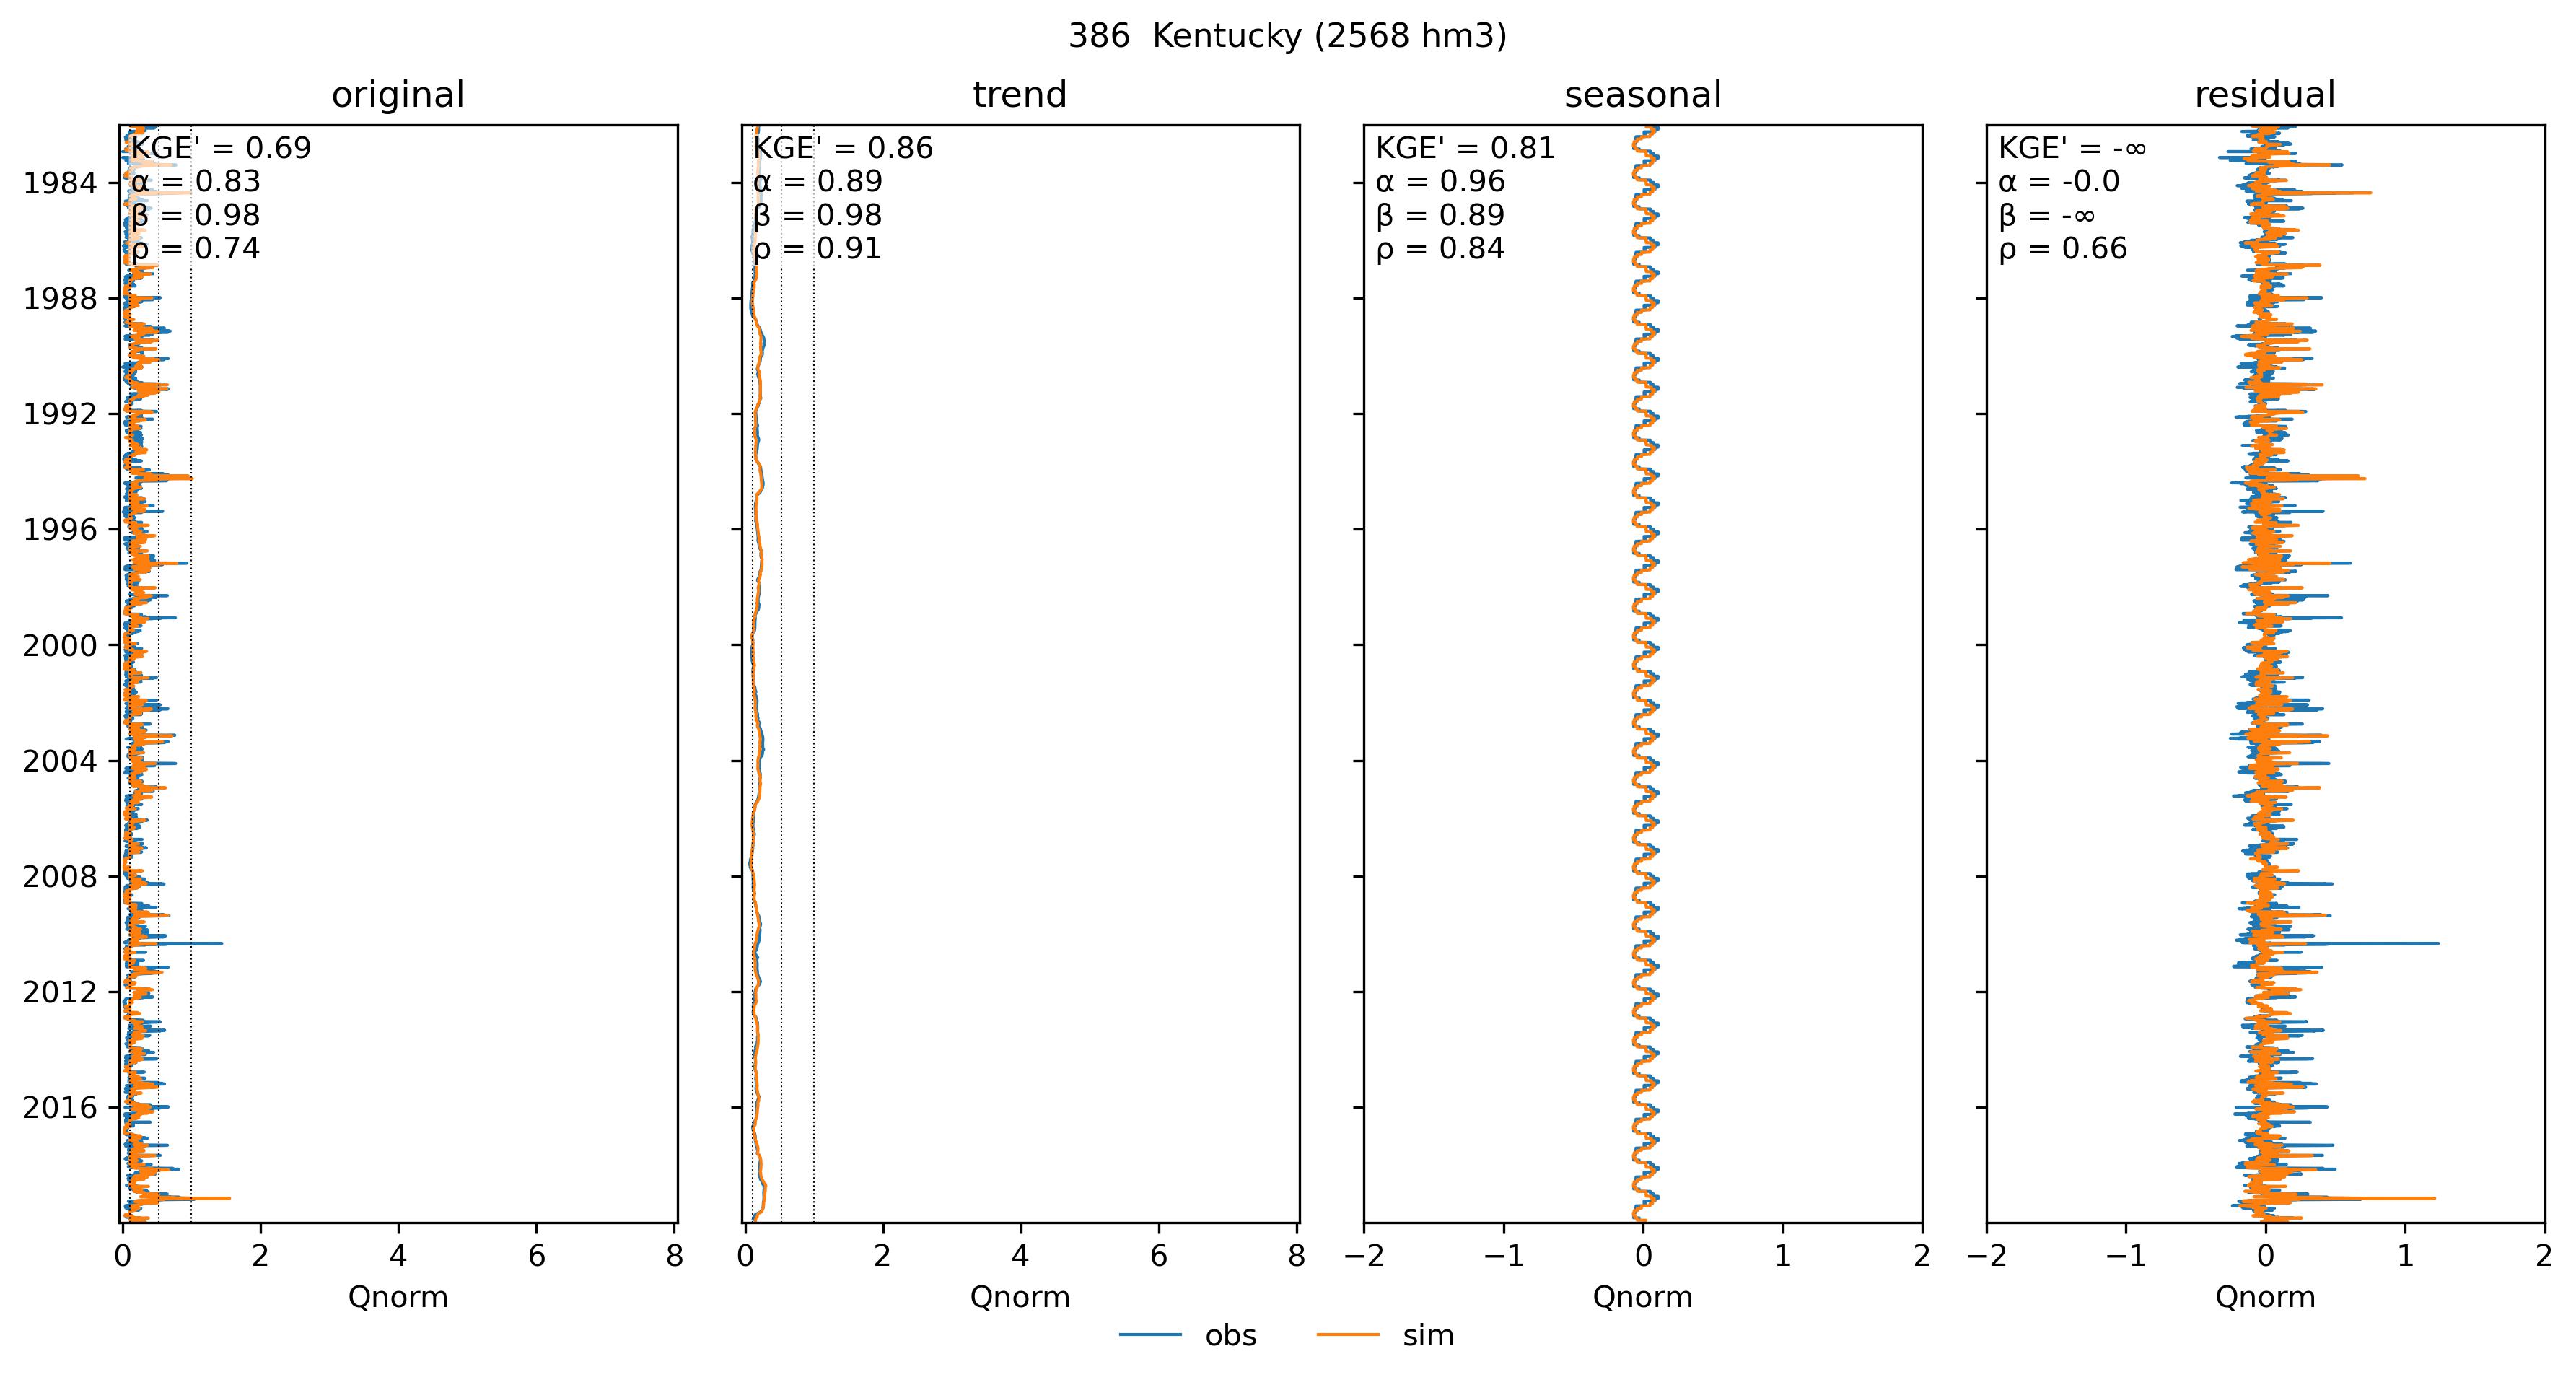 386  Kentucky (2568 hm3)
original
trend
seasonal
residual
KGE' = 0.69
α = 0.83
β = 0.98
ρ = 0.74
KGE' = 0.86
α = 0.89
β = 0.98
ρ = 0.91
KGE' = 0.81
α = 0.96
β = 0.89
ρ = 0.84
KGE' = -∞
α = -0.0
β = -∞
ρ = 0.66
1984
1988
1992
1996
2000
2004
2008
2012
2016
0 2 4 6 8
0 2 4 6 8
−2 −1 0 1 2
−2 −1 0 1 2
Qnorm
Qnorm
Qnorm
Qnorm
obs
sim